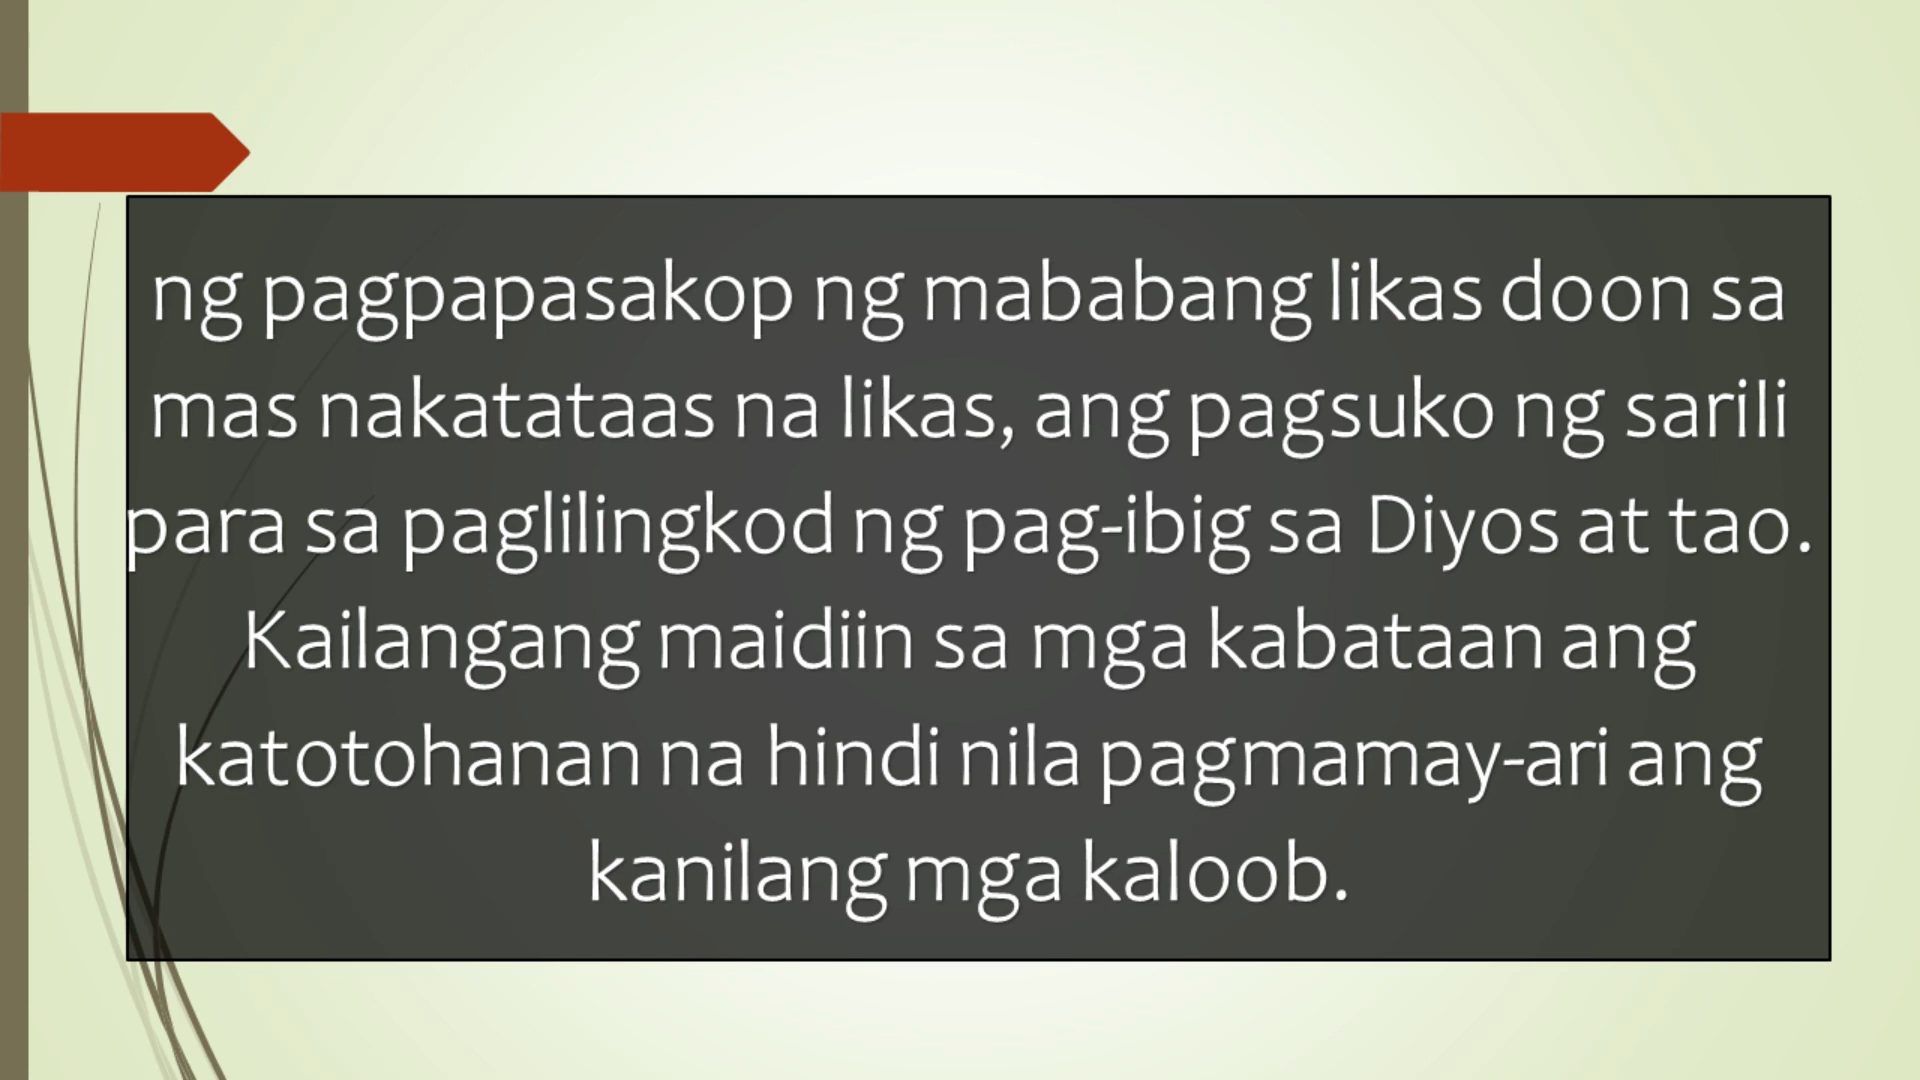 ng pagpapasakop ng mababang likas doon sa
mas nakatataas na likas, ang pagsuko ng sarili
para sa paglilingkod ng pag-ibig sa Diyos at tao.
Kailangang maidiin sa mga kabataan ang
katotohanan na hindi nila pagmamay-ari ang
kanilang mga kaloob.